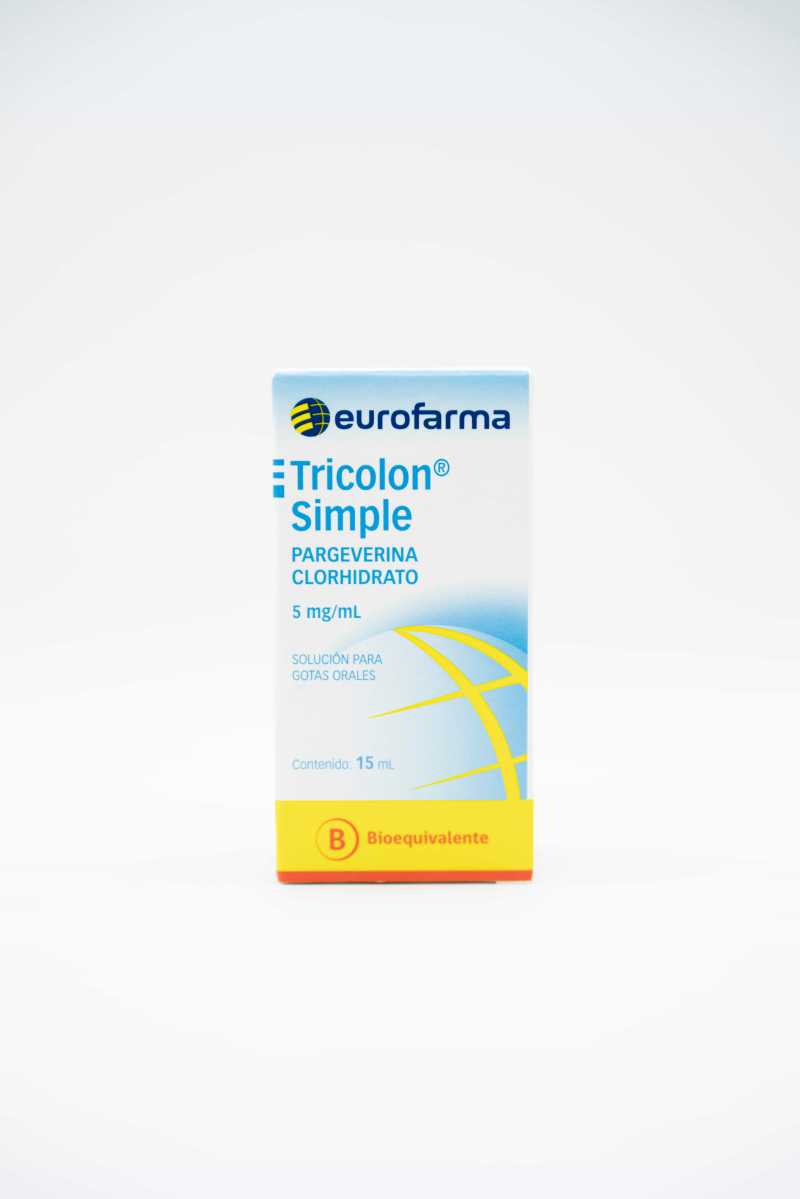 eurofarma
Tricolon®
Simple
PARGEVERINA
CLORHIDRATO
5 mg/mL
SOLUCIÓN PARA
GOTAS ORALES
Contenido: 15 mL
B Bioequivalente